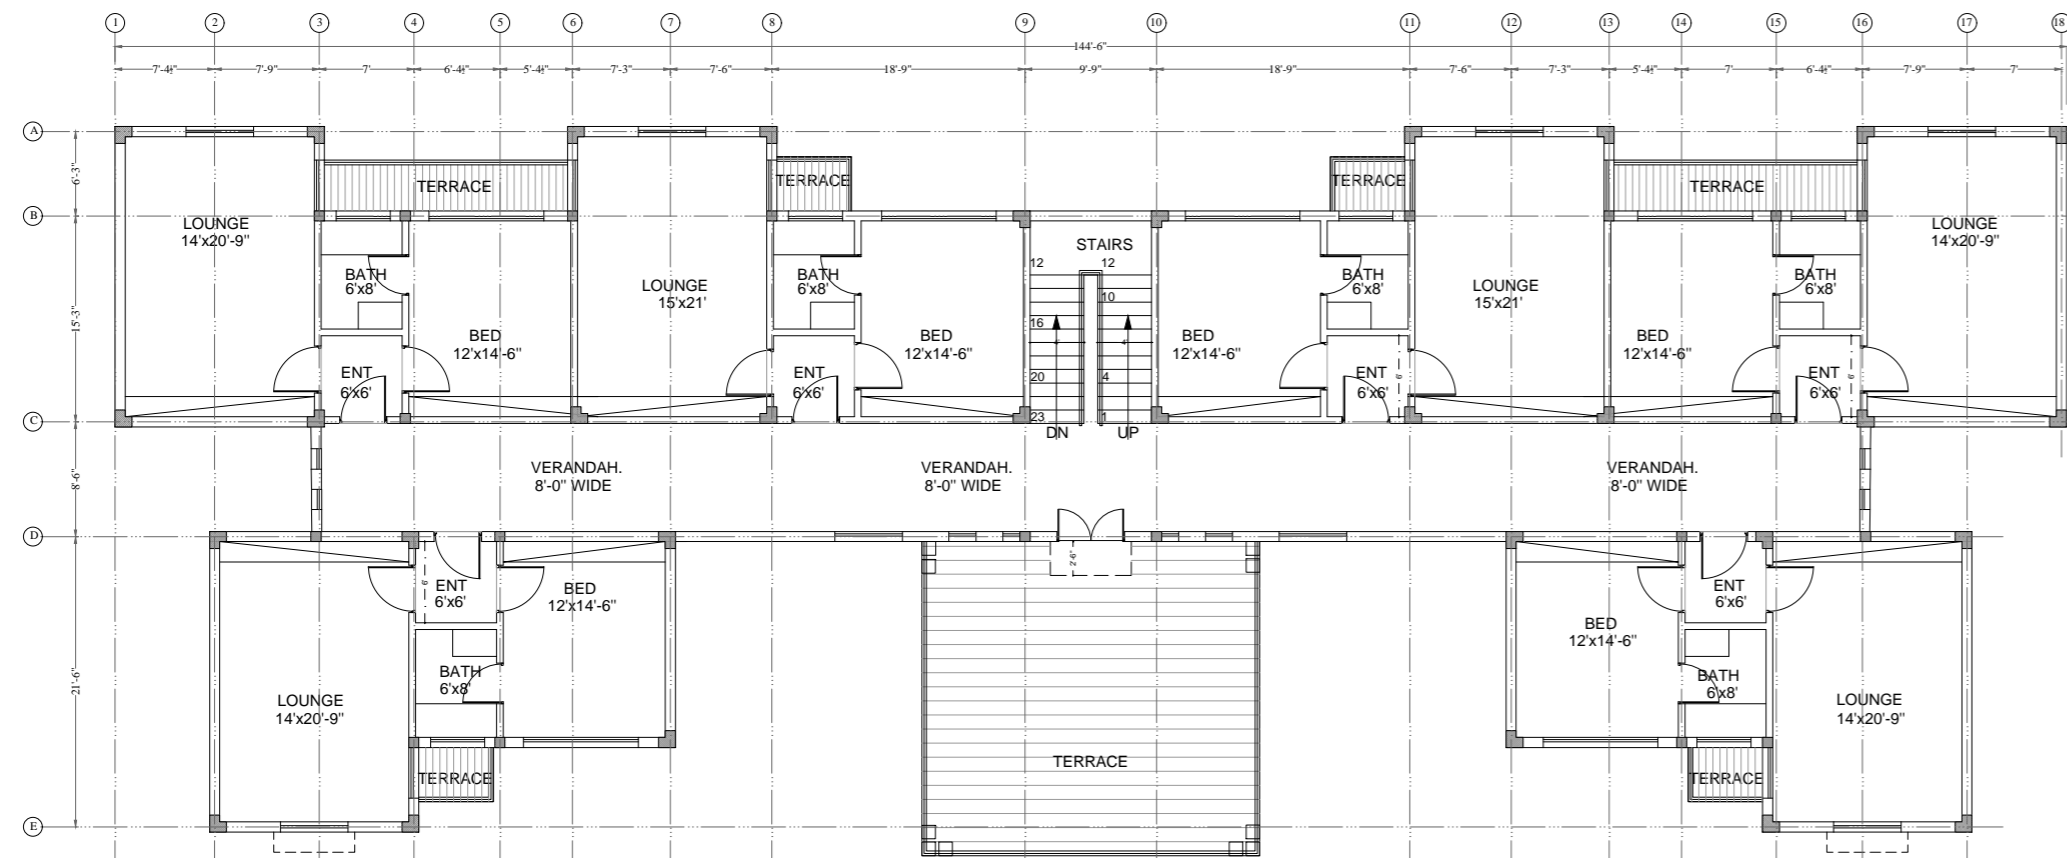 1 2 3 4 5 6 7 8 9 10 11 12 13 14 15 16 17 18
144'-6"
7'-4½" 7'-9" 7' 6'-4½" 5'-4½" 7'-3" 7'-6" 18'-9" 9'-9" 18'-9" 7'-6" 7'-3" 5'-4½" 7' 6'-4½" 7'-9" 7'
A
6'-3"
TERRACE TERRACE TERRACE TERRACE
B
LOUNGE
14'x20'-9"
BATH
6'x8'
BED
12'x14'-6"
ENT
6'x6'
LOUNGE
15'x21'
BATH
6'x8'
BED
12'x14'-6"
ENT
6'x6'
STAIRS
12 12
10
16
20 4
23 1
4' 4'
DN UP
BED
12'x14'-6"
BATH
6'x8'
ENT
6'x6'
6'
LOUNGE
15'x21'
BED
12'x14'-6"
BATH
6'x8'
ENT
6'x6'
6'
LOUNGE
14'x20'-9"
15'-3"
C
8'-6"
VERANDAH.
8'-0" WIDE
VERANDAH.
8'-0" WIDE
VERANDAH.
8'-0" WIDE
D
21'-6"
6'
ENT
6'x6'
BED
12'x14'-6"
BATH
6'x8'
LOUNGE
14'x20'-9"
TERRACE
2'-6"
TERRACE
ENT
6'x6'
BED
12'x14'-6"
BATH
6'x8'
LOUNGE
14'x20'-9"
TERRACE
E